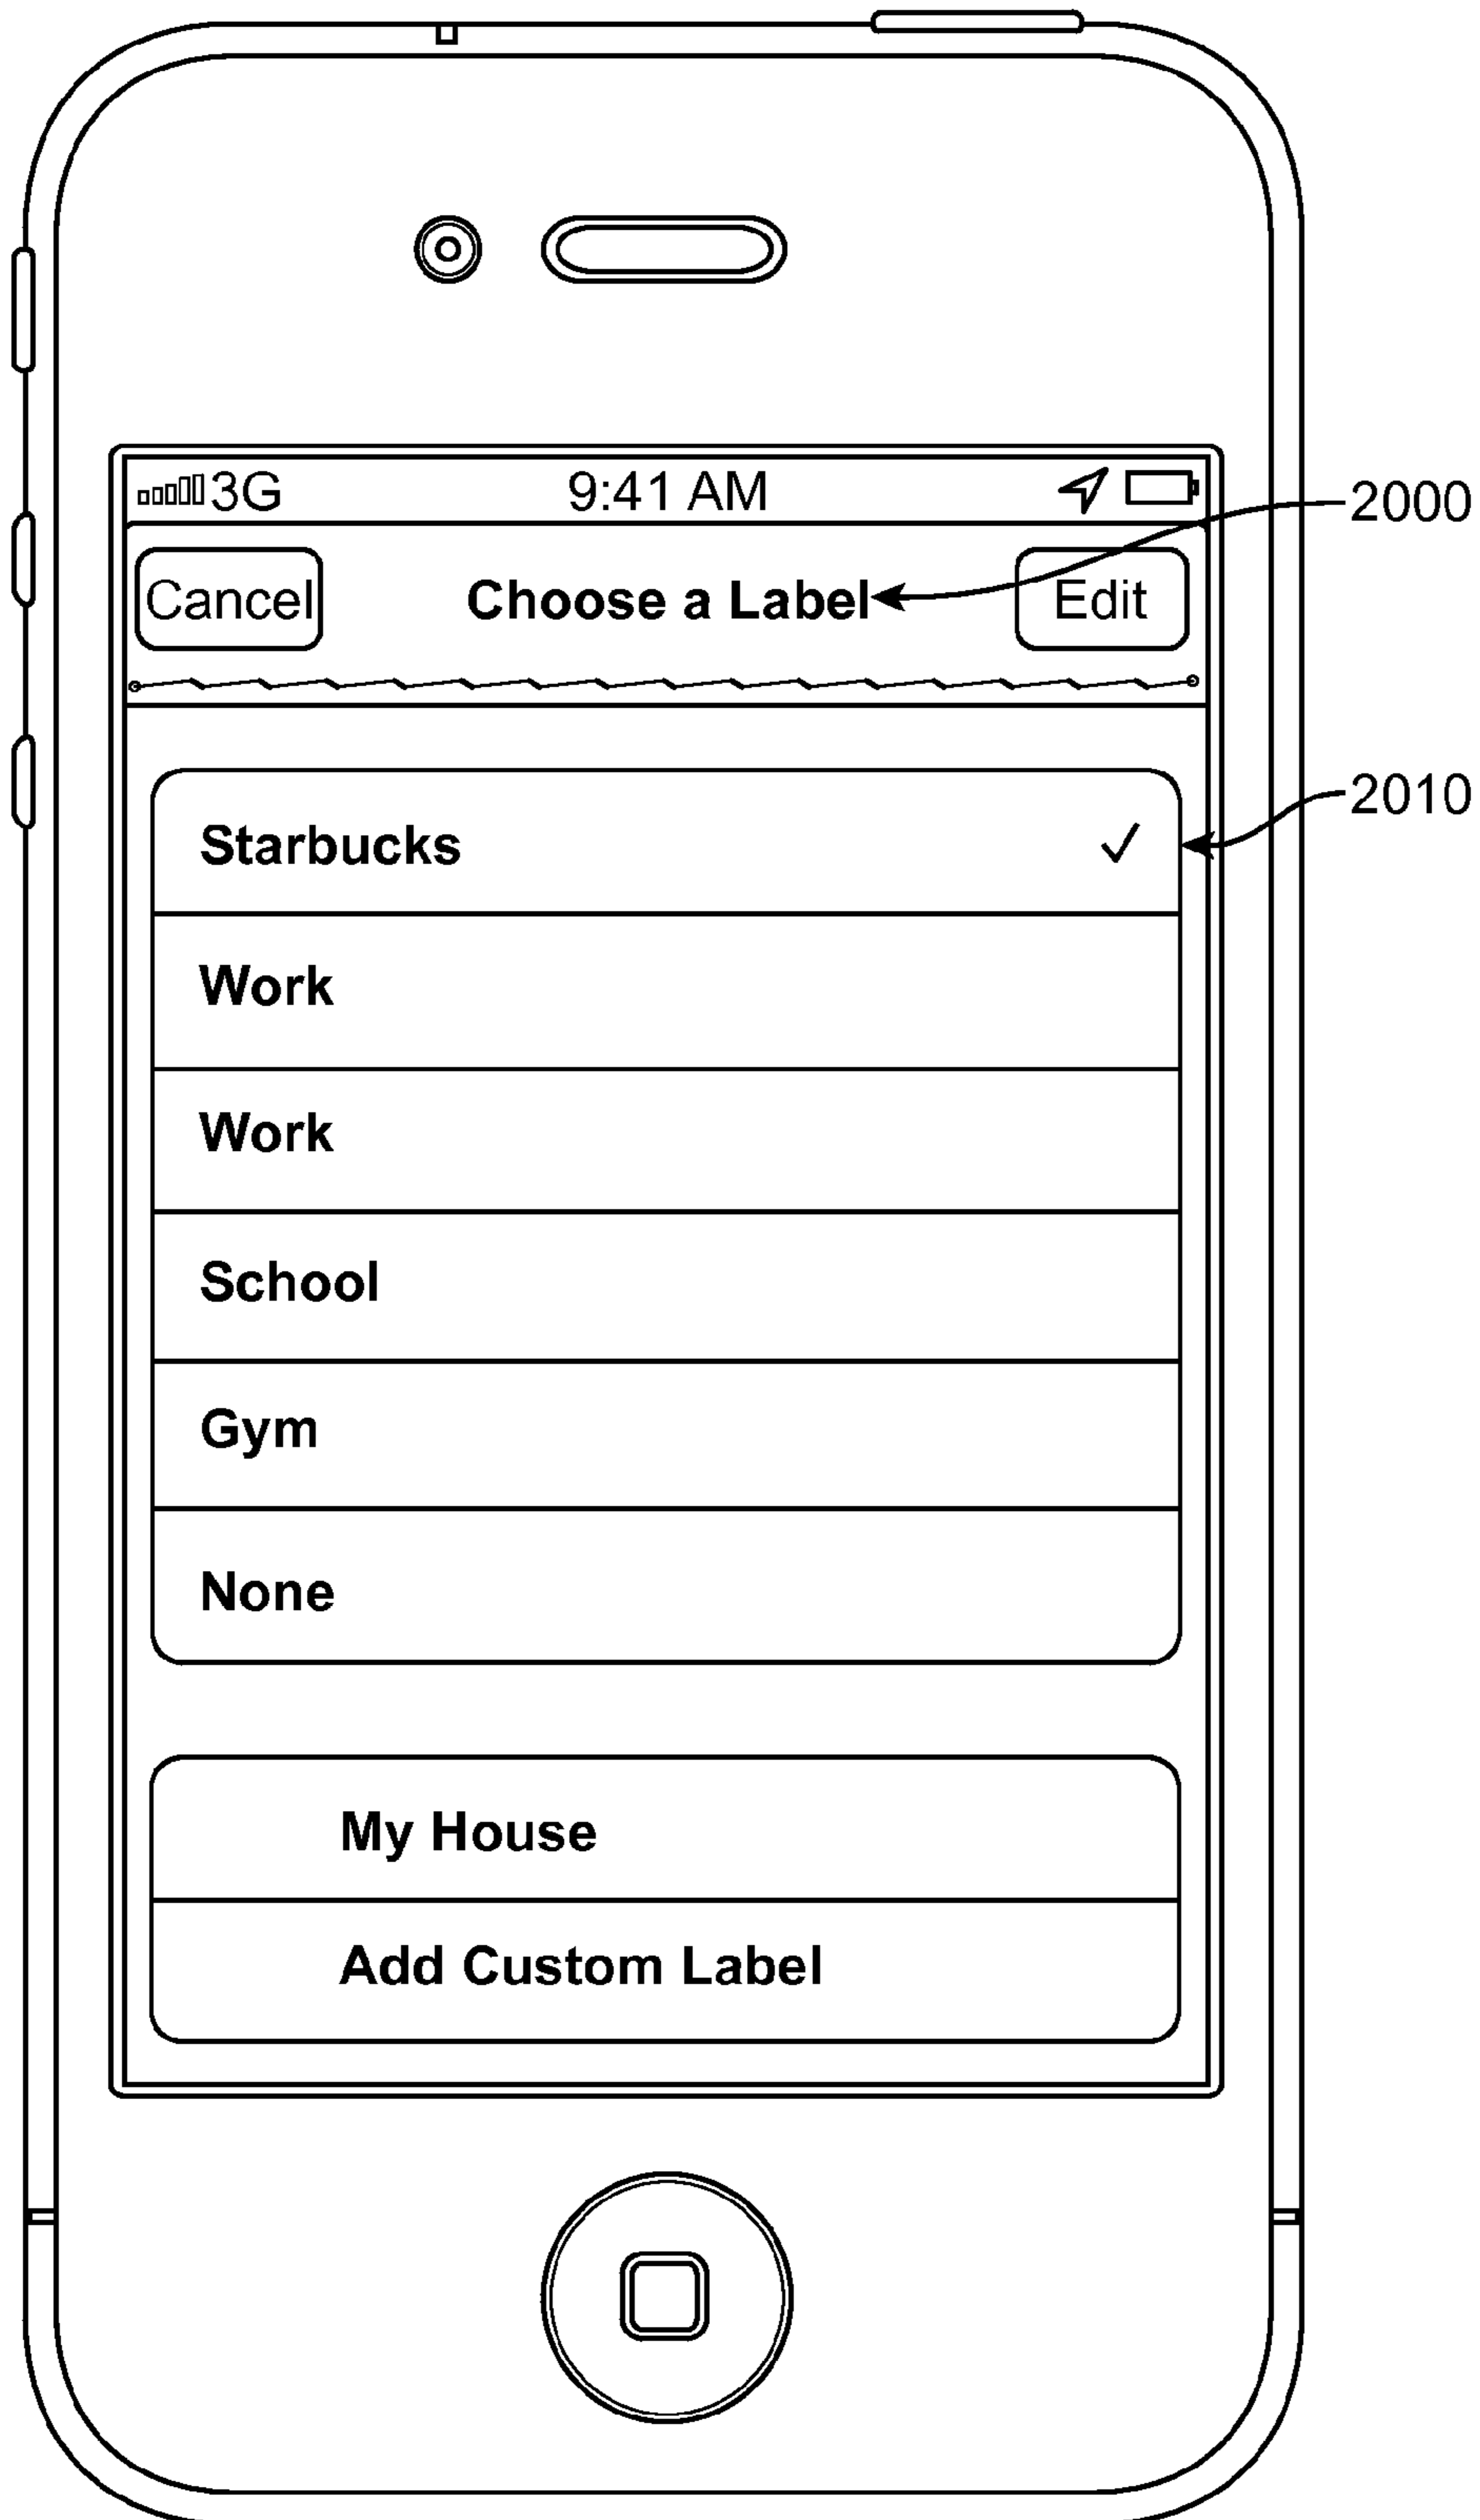 3G 9:41 AM
2000
Cancel Choose a Label Edit
2010
Starbucks
Work
Work
School
Gym
None
My House
Add Custom Label